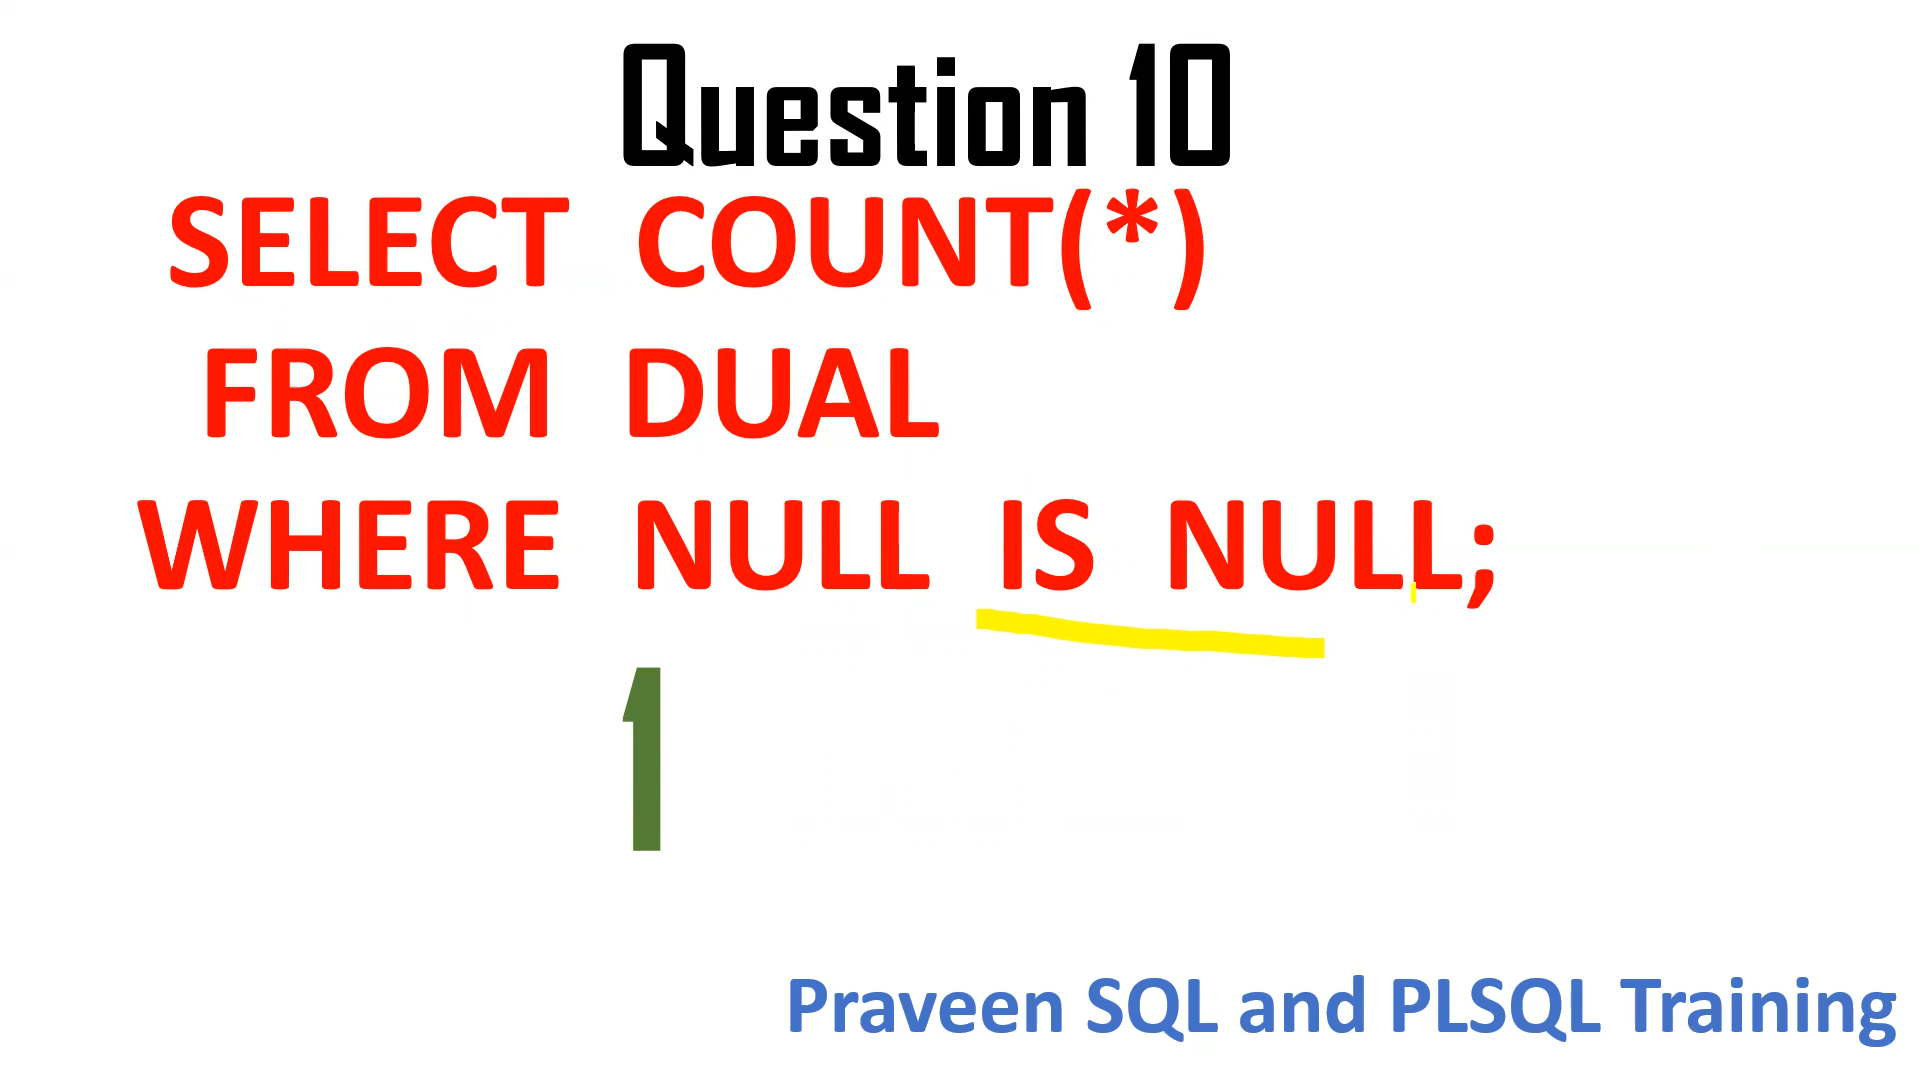 Question 10
SELECT COUNT(*)
FROM DUAL
WHERE NULL IS NULL;
1
Praveen SQL and PLSQL Training